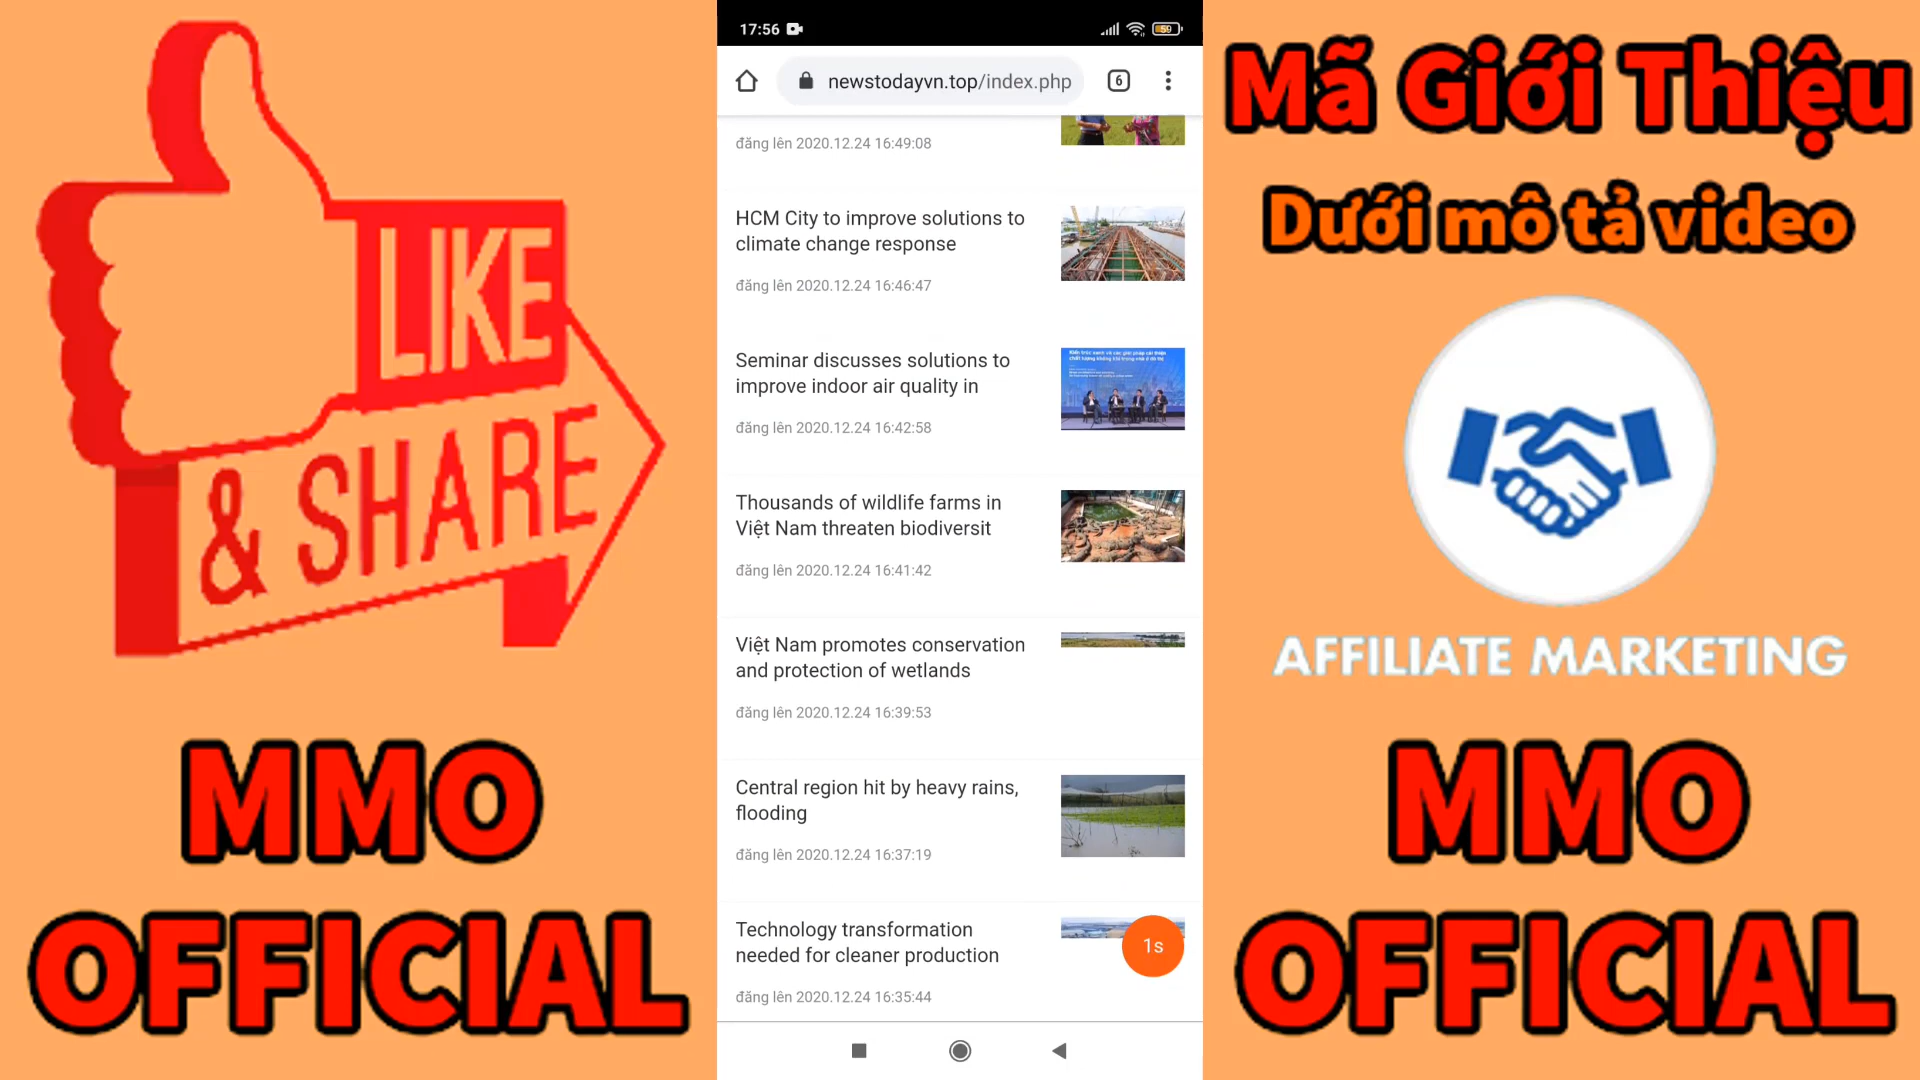 LIKE
& SHARE
MMO
OFFICIAL
17:56
59
newstodayvn.top/index.php
6
đăng lên 2020.12.24 16:49:08
HCM City to improve solutions to
climate change response
đăng lên 2020.12.24 16:46:47
Seminar discusses solutions to
improve indoor air quality in
đăng lên 2020.12.24 16:42:58
Thousands of wildlife farms in
Việt Nam threaten biodiversit
đăng lên 2020.12.24 16:41:42
Việt Nam promotes conservation
and protection of wetlands
đăng lên 2020.12.24 16:39:53
Central region hit by heavy rains,
flooding
đăng lên 2020.12.24 16:37:19
Technology transformation
needed for cleaner production
đăng lên 2020.12.24 16:35:44
1s
Mã Giới Thiệu
Dưới mô tả video
AFFILIATE MARKETING
MMO
OFFICIAL